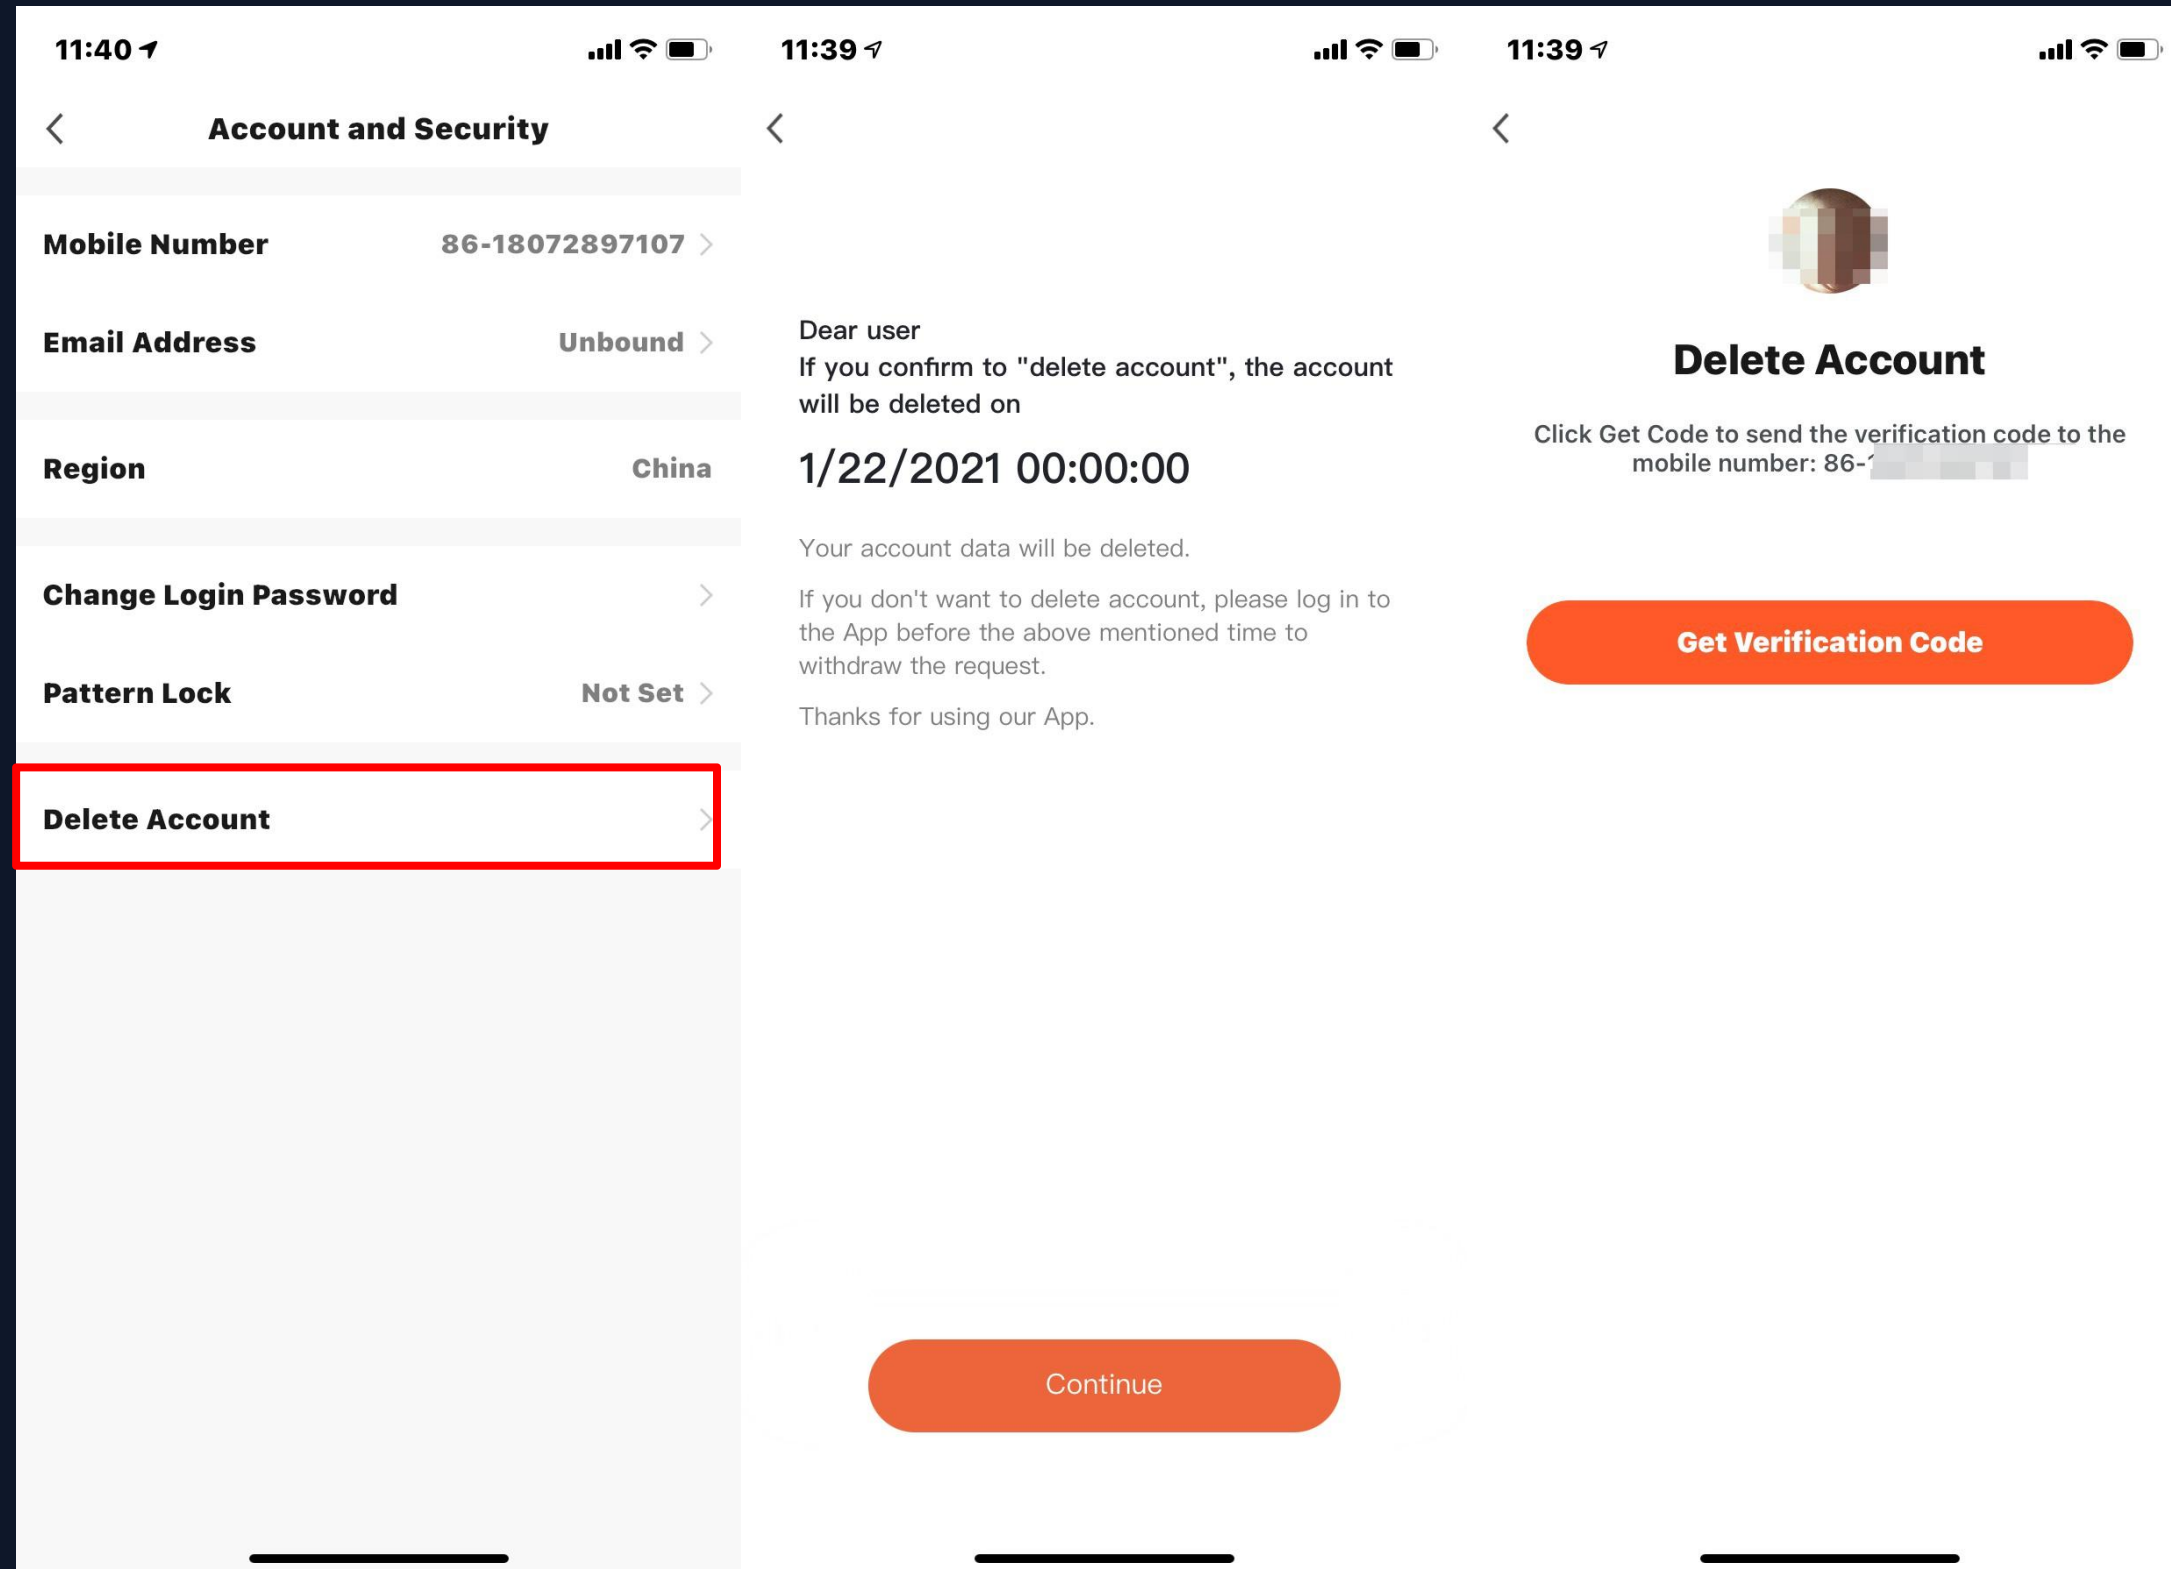 11:40
Account and Security
Mobile Number 86-18072897107
Email Address Unbound
Region China
Change Login Password
Pattern Lock Not Set
Delete Account
11:39
Dear user
If you confirm to "delete account", the account
will be deleted on
1/22/2021 00:00:00
Your account data will be deleted.
If you don't want to delete account, please log in to
the App before the above mentioned time to
withdraw the request.
Thanks for using our App.
Continue
11:39
Delete Account
Click Get Code to send the verification code to the
mobile number: 86-
Get Verification Code